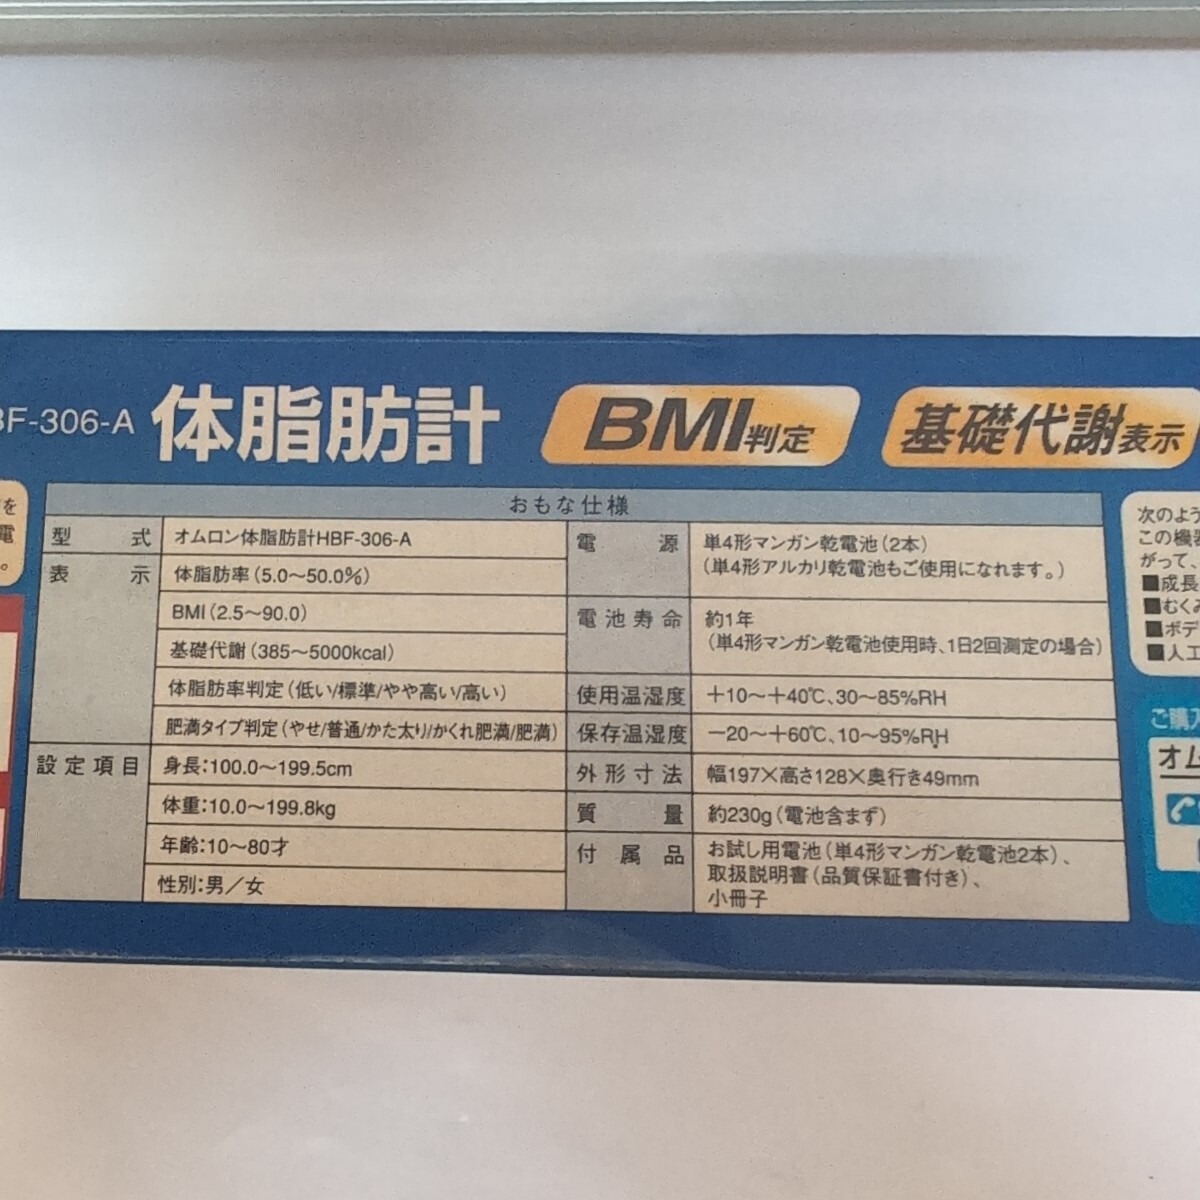 BF-306-A 体脂肪計 BMI判定 基礎代謝表示
を
電
。
おもな仕様
型 式 オムロン体脂肪計HBF-306-A
表 示 体脂肪率(5.0〜50.0%)
BMI(2.5〜90.0)
基礎代謝(385〜5000kcal)
体脂肪率判定(低い/標準/やや高い/高い)
肥満タイプ判定(やせ/普通/かた太り/かくれ肥満/肥満)
設定項目 身長:100.0〜199.5cm
体重:10.0〜199.8kg
年齢:10〜80才
性別:男／女
電 源 単4形マンガン乾電池(2本)
(単4形アルカリ乾電池もご使用になれます。)
電池寿命 約1年
(単4形マンガン乾電池使用時、1日2回測定の場合)
使用温湿度 +10〜+40℃、30〜85%RH
保存温湿度 −20〜+60℃、10〜95%RH
外形寸法 幅197×高さ128×奥行き49mm
質 量 約230g(電池含まず)
付属品 お試し用電池(単4形マンガン乾電池2本)、
取扱説明書(品質保証書付き)、
小冊子
次のよう
この機器
がって、
■成長
■むくみ
■ボデ
■人工
ご購入
オム